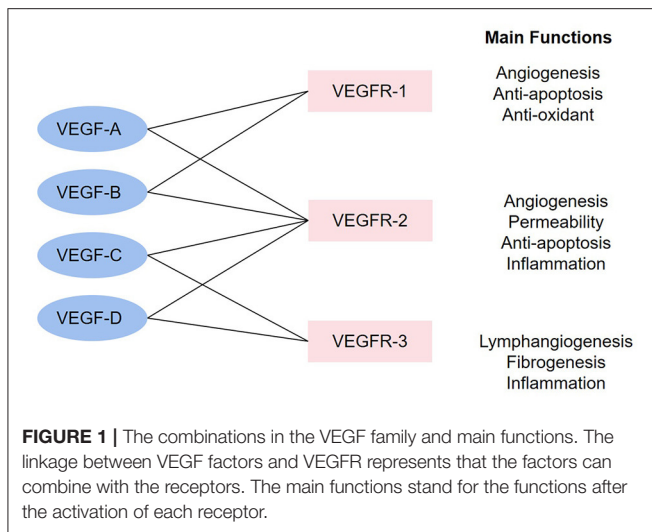 Main Functions
VEGF-A
VEGF-B
VEGF-C
VEGF-D
VEGFR-1
VEGFR-2
VEGFR-3
Angiogenesis
Anti-apoptosis
Anti-oxidant
Angiogenesis
Permeability
Anti-apoptosis
Inflammation
Lymphangiogenesis
Fibrogenesis
Inflammation
FIGURE 1 | The combinations in the VEGF family and main functions. The
linkage between VEGF factors and VEGFR represents that the factors can
combine with the receptors. The main functions stand for the functions after
the activation of each receptor.